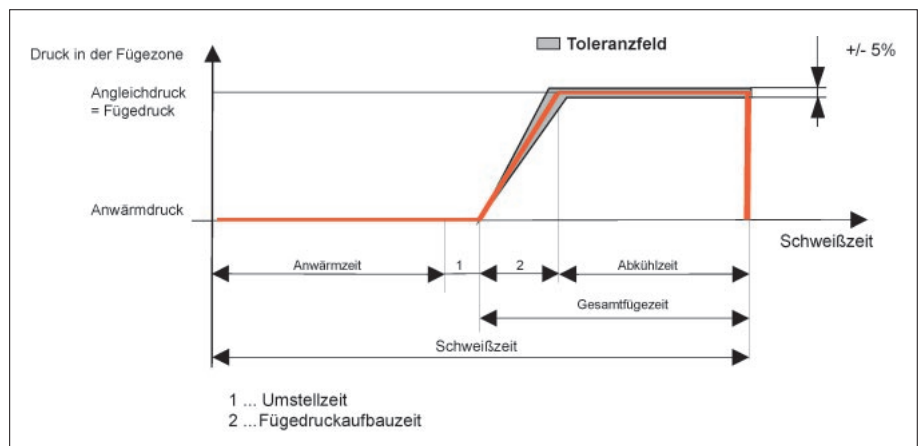 Toleranzfeld
+/- 5%
Druck in der Fügezone
Angleichdruck
= Fügedruck
Anwärmdruck
Schweißzeit
Anwärmzeit
1
2
Abkühlzeit
Gesamtfügezeit
Schweißzeit
1 ... Umstellzeit
2 ...Fügedruckaufbauzeit